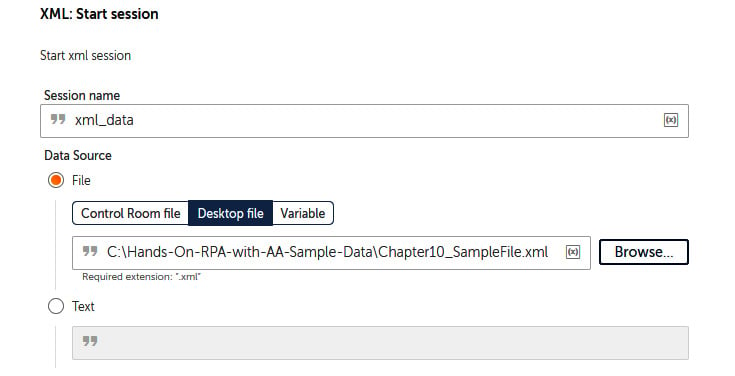 XML: Start session
Start xml session
Session name
xml_data
(x)
Data Source
File
Control Room file Desktop file Variable
C:\Hands-On-RPA-with-AA-Sample-Data\Chapter10_SampleFile.xml (x) Browse...
Required extension: ".xml"
Text